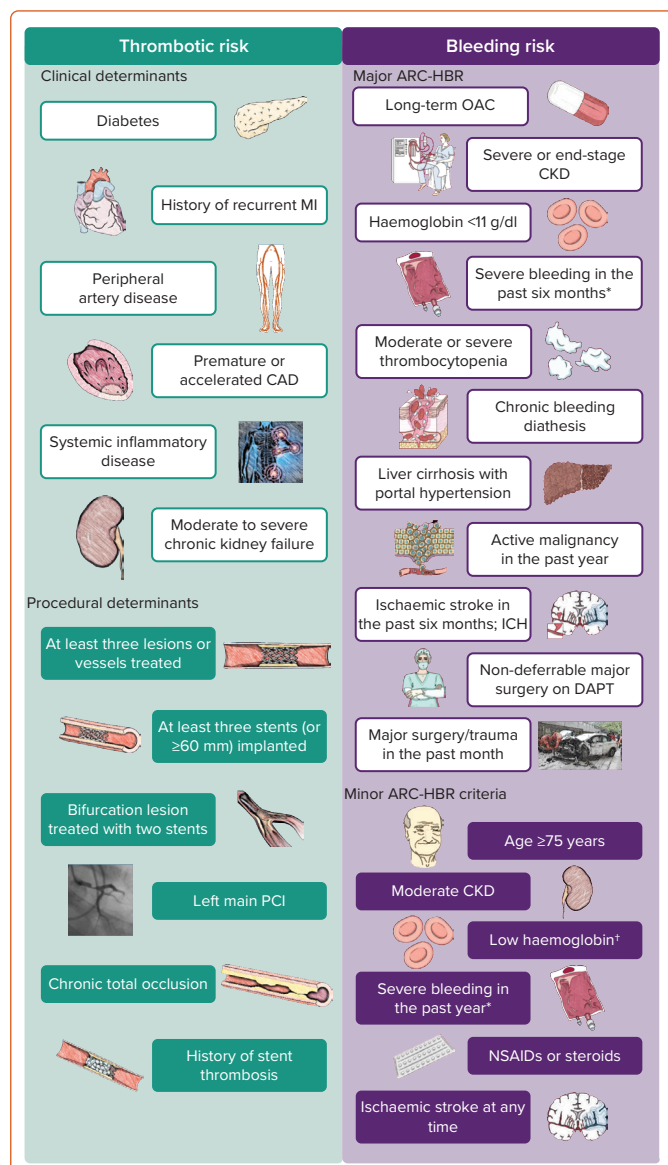 Thrombotic risk
Clinical determinants
Diabetes
History of recurrent MI
Peripheral
artery disease
Premature or
accelerated CAD
Systemic inflammatory
disease
Moderate to severe
chronic kidney failure
Procedural determinants
At least three lesions or
vessels treated
At least three stents (or
≥60 mm) implanted
Bifurcation lesion
treated with two stents
Left main PCI
Chronic total occlusion
History of stent
thrombosis
Bleeding risk
Major ARC-HBR
Long-term OAC
Severe or end-stage
CKD
Haemoglobin <11 g/dl
Severe bleeding in the
past six months*
Moderate or severe
thrombocytopenia
Chronic bleeding
diathesis
Liver cirrhosis with
portal hypertension
Active malignancy
in the past year
Ischaemic stroke in
the past six months; ICH
Non-deferrable major
surgery on DAPT
Major surgery/trauma
in the past month
Minor ARC-HBR criteria
Age ≥75 years
Moderate CKD
Low haemoglobin†
Severe bleeding in
the past year*
NSAIDs or steroids
Ischaemic stroke at any
time